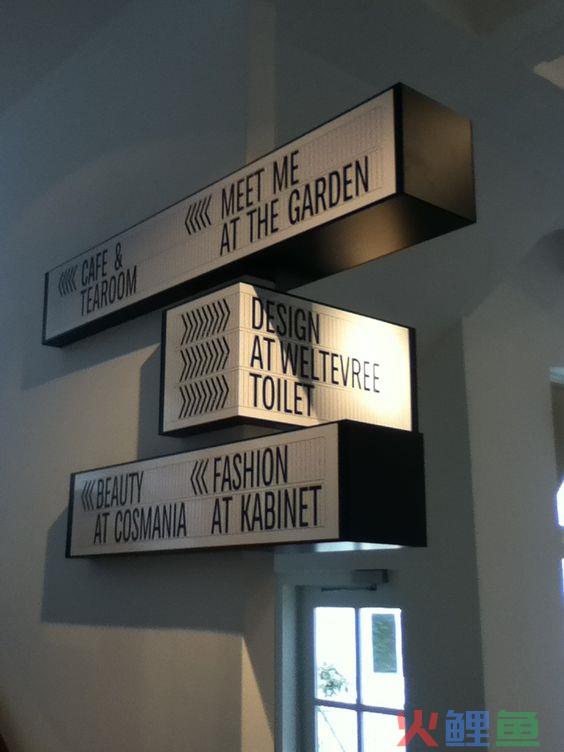 CAFE &
TEAROOM
MEET ME
AT THE GARDEN
DESIGN
AT WELTEVREE
TOILET
BEAUTY
AT COSMANIA
FASHION
AT KABINET
火鲤鱼